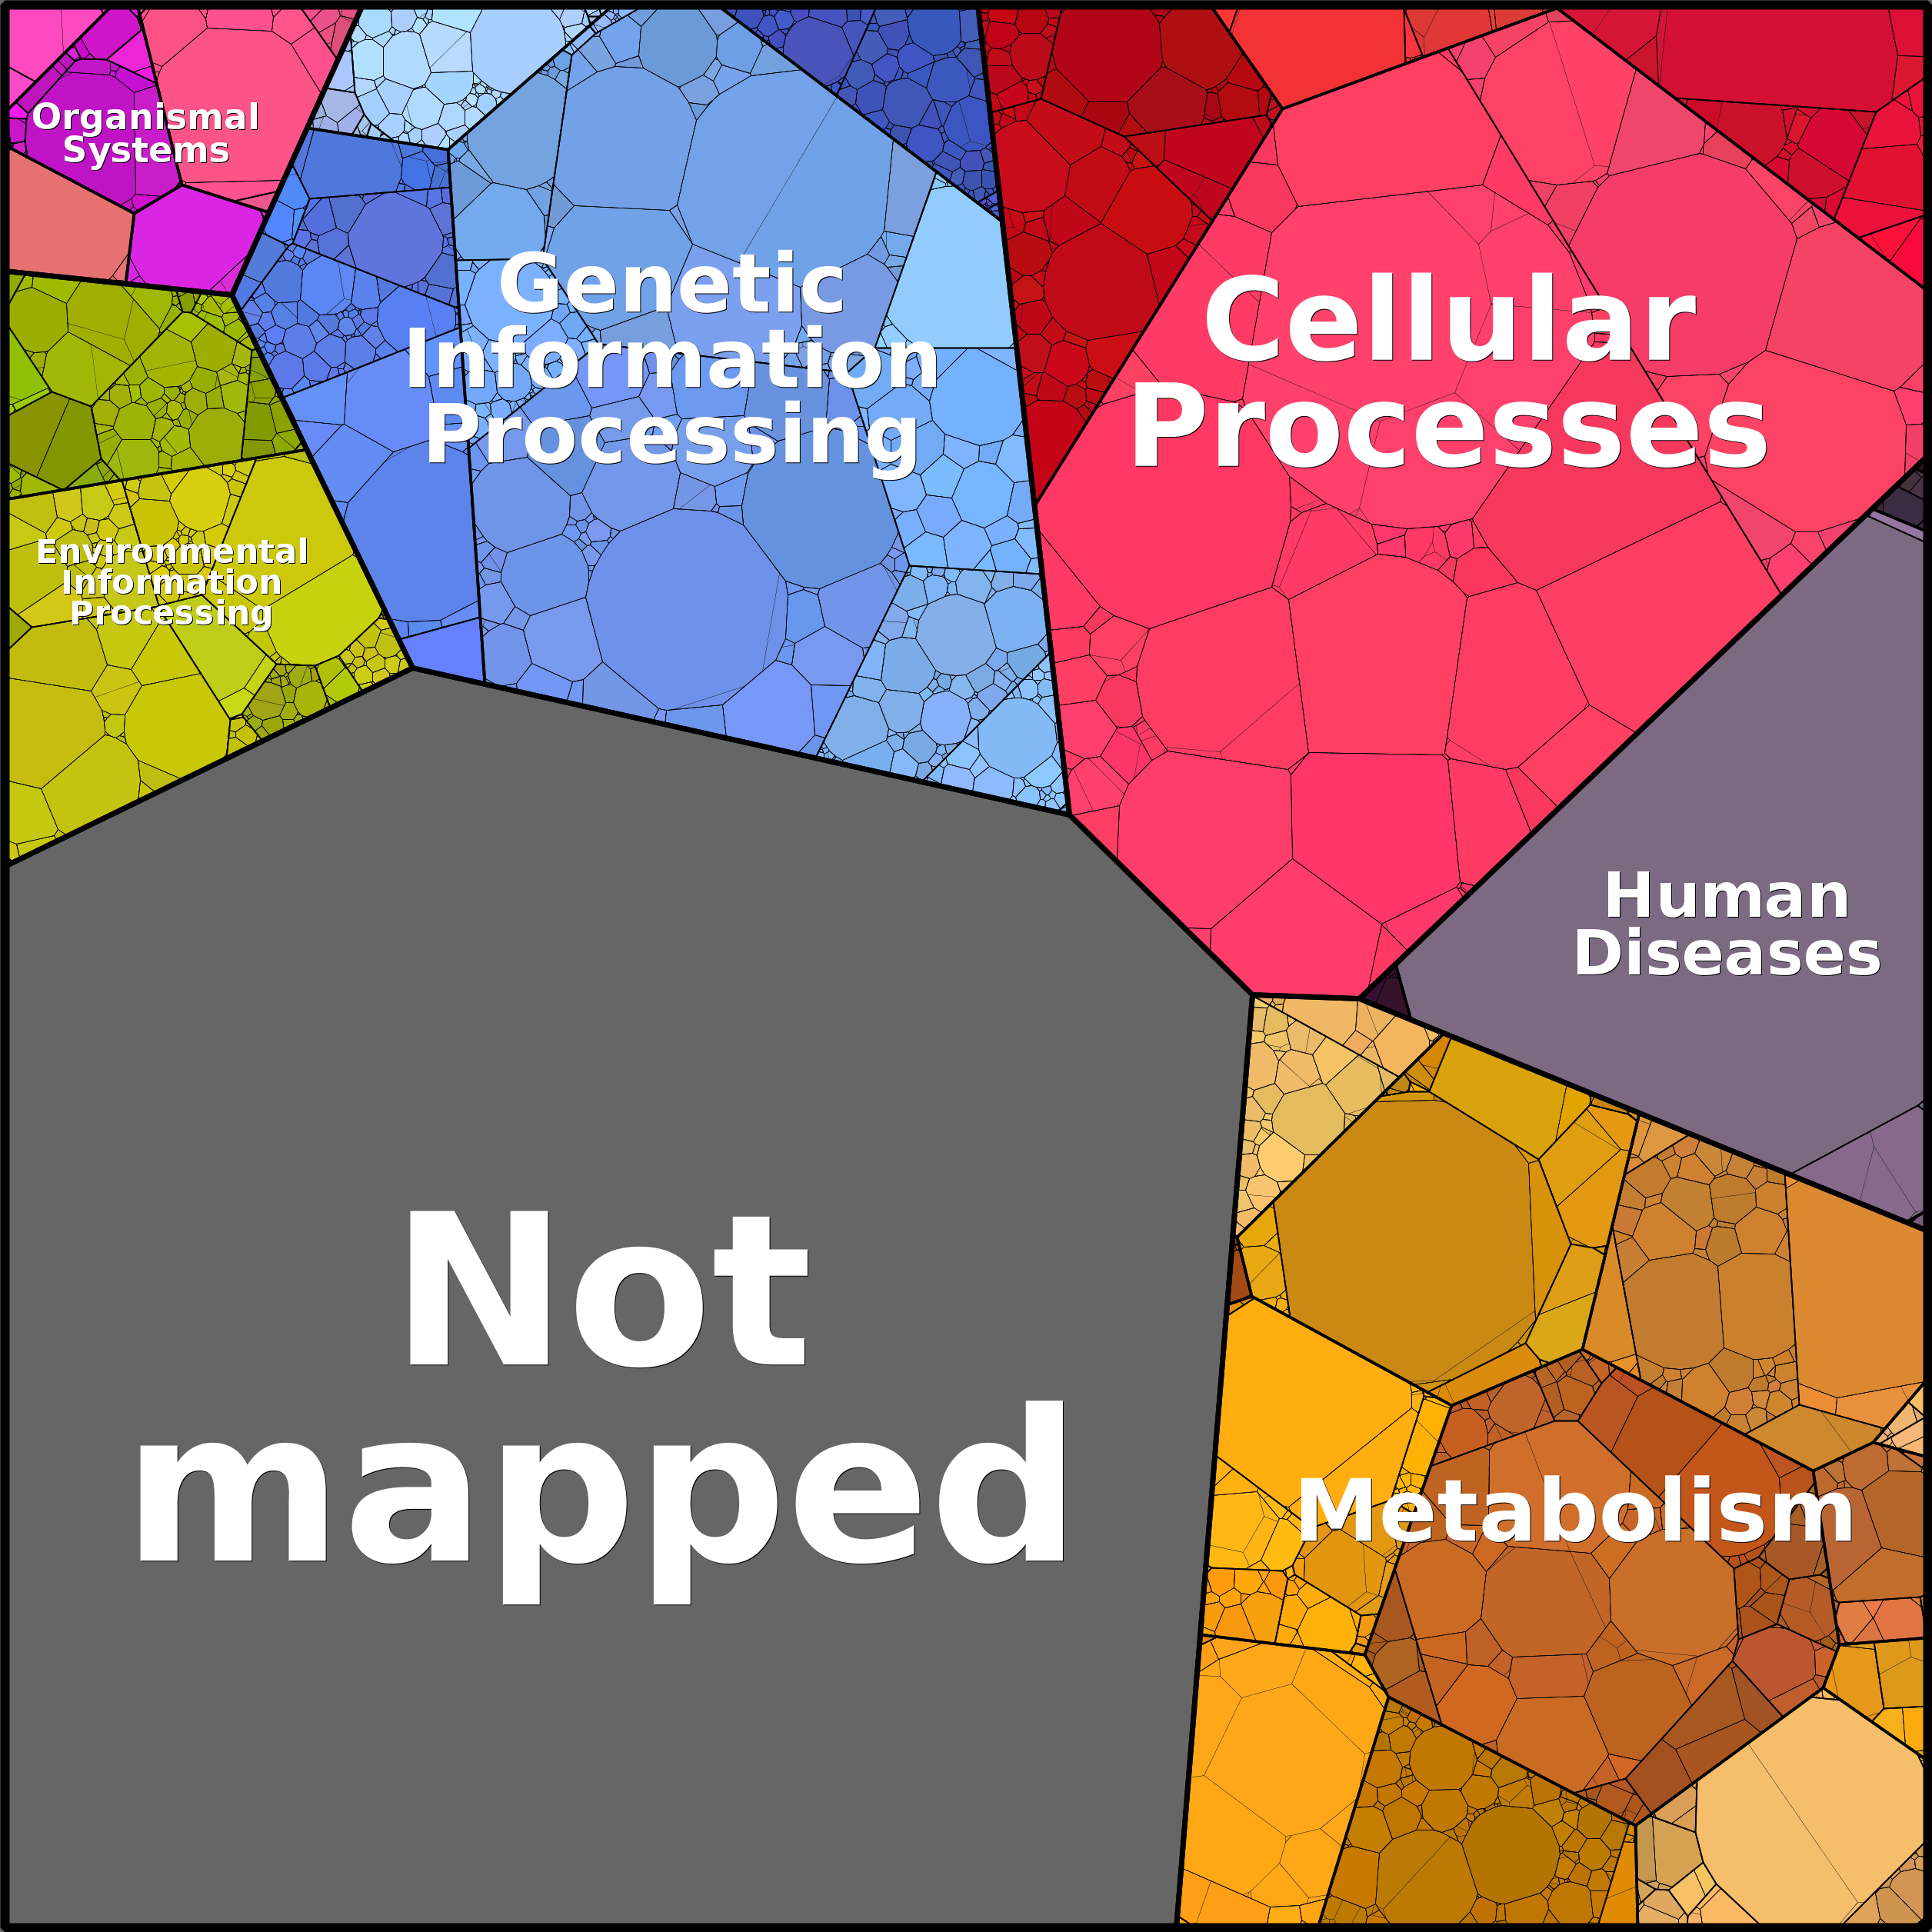 Organismal
Systems
Genetic
Information
Processing
Cellular
Processes
Environmental
Information
Processing
Human
Diseases
Not
mapped
Metabolism